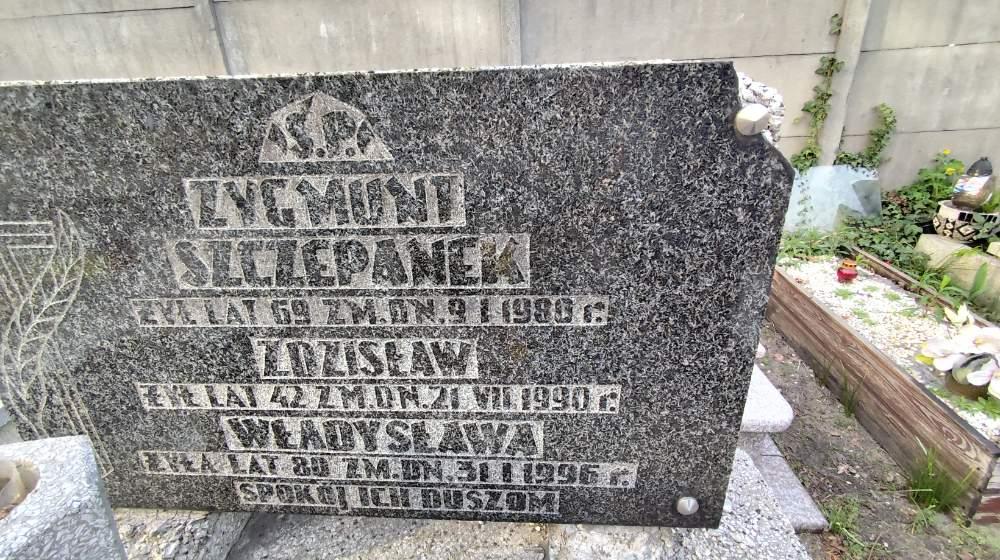 Ś.P.
ZYGMUNT
SZCZEPANEK
ŻYŁ LAT 69 ZM.DN.9 I 1980 r.
ZDZISŁAW
ŻYŁ LAT 42 ZM.DN.21 VII 1990 r.
WŁADYSŁAWA
ŻYŁA LAT 80 ZM.DN.31 I 1996 r.
SPOKÓJ ICH DUSZOM